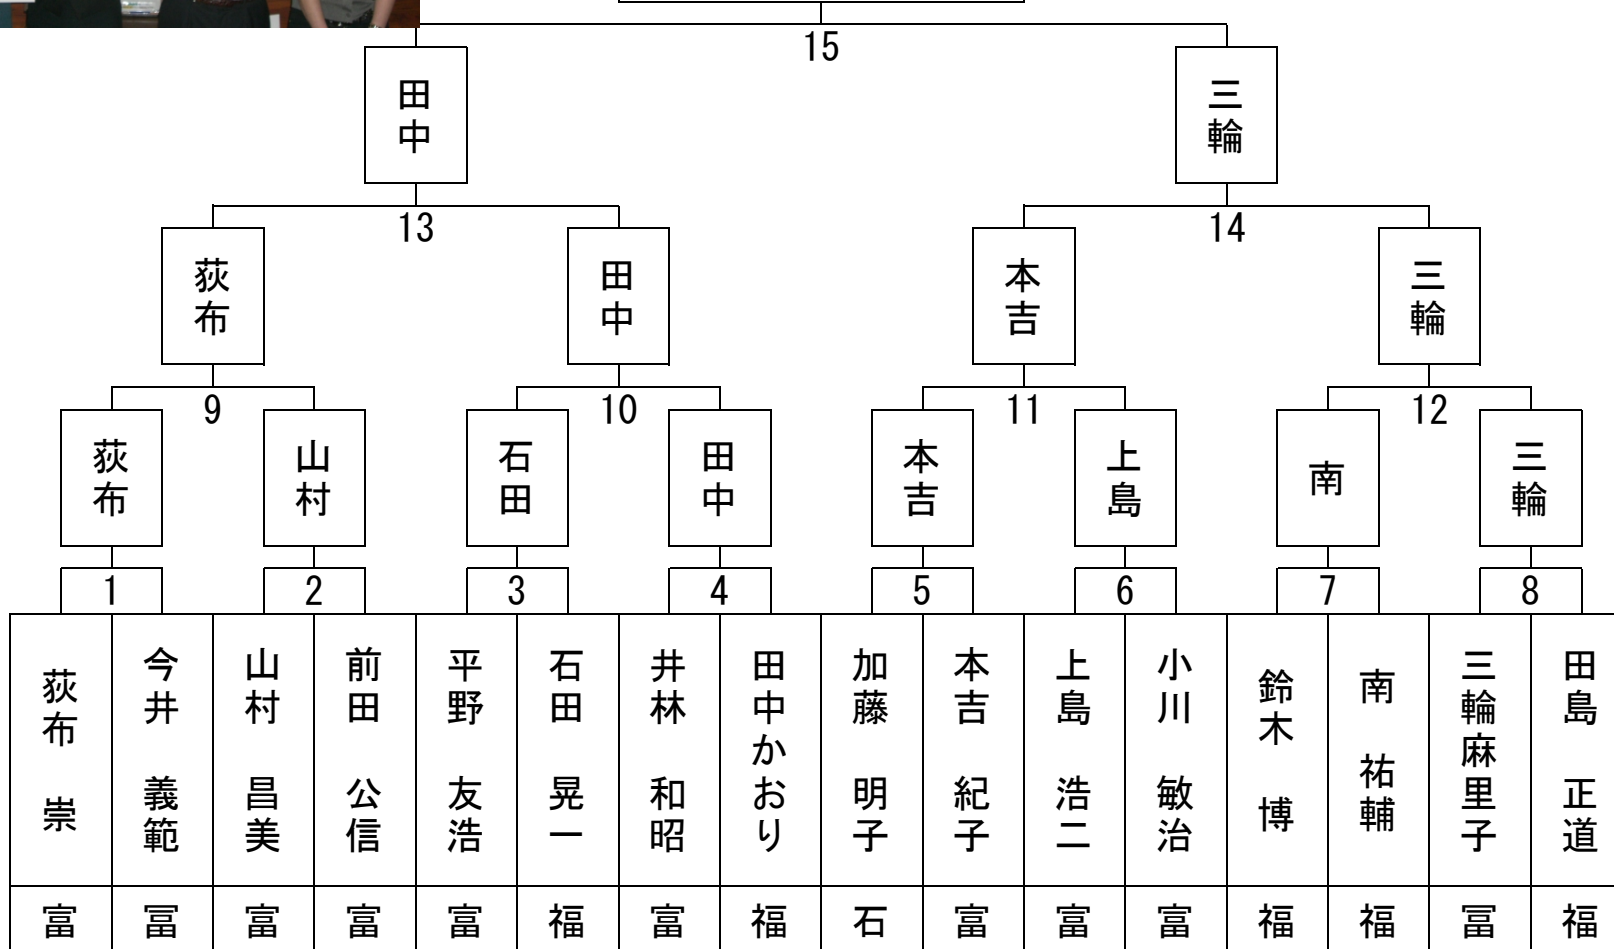 15
田中
三輪
13
14
荻布
田中
本吉
三輪
9
10
11
12
荻布
山村
石田
田中
本吉
上島
南
三輪
1
2
3
4
5
6
7
8
荻布 崇
今井 義範
山村 昌美
前田 公信
平野 友浩
石田 晃一
井林 和昭
田中かおり
加藤 明子
本吉 紀子
上島 浩二
小川 敏治
鈴木 博
南 祐輔
三輪麻里子
田島 正道
富
冨
富
富
富
福
富
福
石
富
富
富
福
福
冨
福